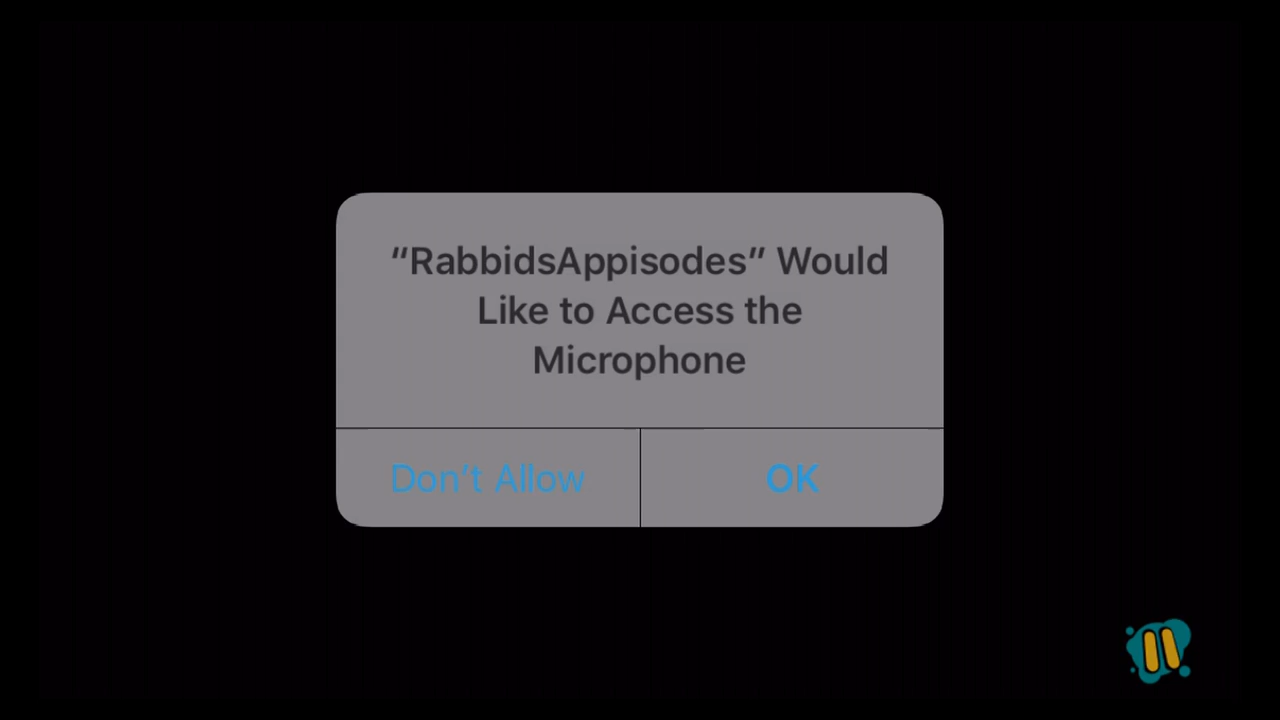 “RabbidsAppisodes” Would
Like to Access the
Microphone
Don’t Allow
OK